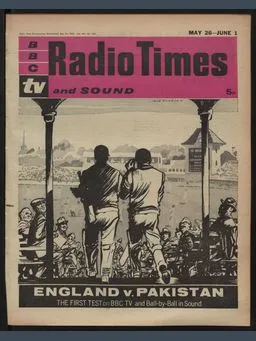 MAY 26–JUNE 1
BBC
tv
Radio Times
and SOUND
5D
ENGLAND v. PAKISTAN
THE FIRST TEST on BBC TV and Ball-by-Ball in Sound